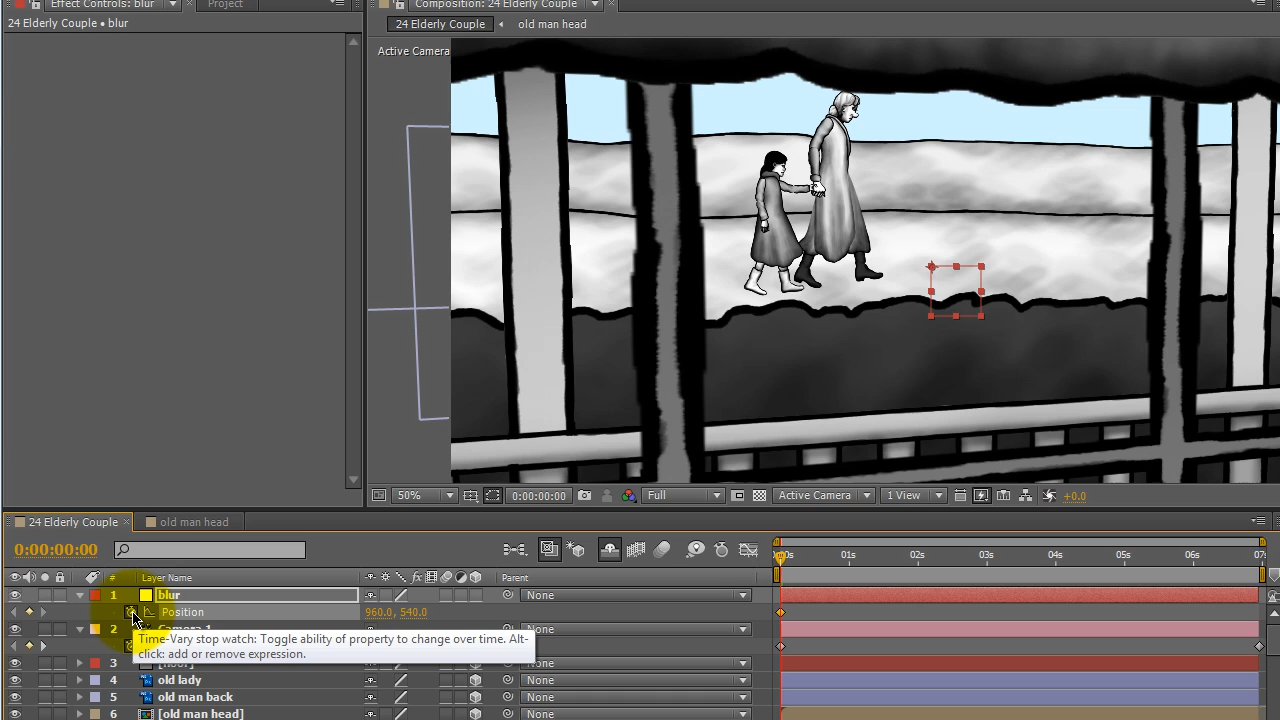 Effect Controls: blur
Project
Composition: 24 Elderly Couple
24 Elderly Couple • blur
24 Elderly Couple
old man head
Active Camera
50%
0:00:00:00
Full
Active Camera
1 View
+0.0
24 Elderly Couple
old man head
0:00:00:00
01s
02s
03s
04s
05s
06s
#
Layer Name
Parent
1
blur
None
Position
960.0, 540.0
2
None
Time-Vary stop watch: Toggle ability of property to change over time. Alt-
click: add or remove expression.
3
None
4
old lady
None
5
old man back
None
6
[old man head]
None